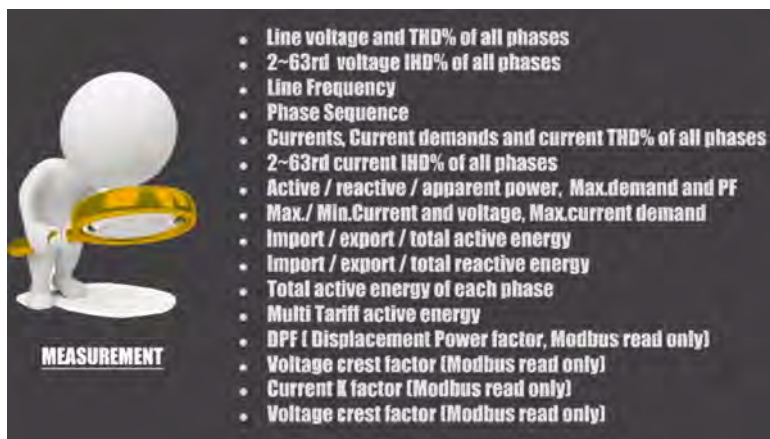 Line voltage and THD% of all phases
2~63rd voltage IHD% of all phases
Line Frequency
Phase Sequence
Currents, Current demands and current THD% of all phases
2~63rd current IHD% of all phases
Active / reactive / apparent power, Max.demand and PF
Max./ Min.Current and voltage, Max.current demand
Import / export / total active energy
Import / export / total reactive energy
Total active energy of each phase
Multi Tariff active energy
DPF ( Displacement Power factor, Modbus read only)
Voltage crest factor (Modbus read only)
Current K factor (Modbus read only)
Voltage crest factor (Modbus read only)
MEASUREMENT